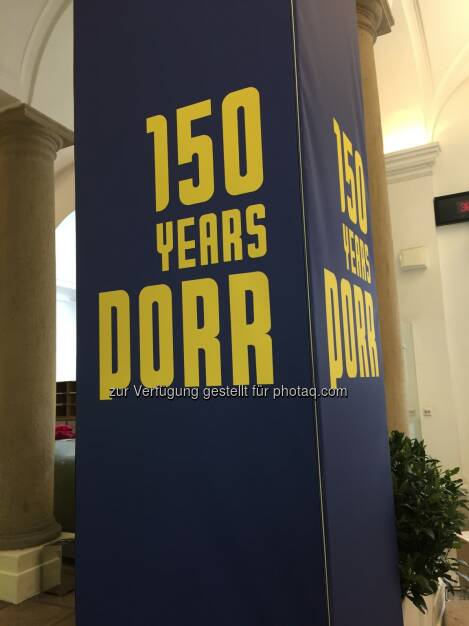 150
YEARS
PORR
150
YEARS
PORR
zur Verfügung gestellt für photaq.com